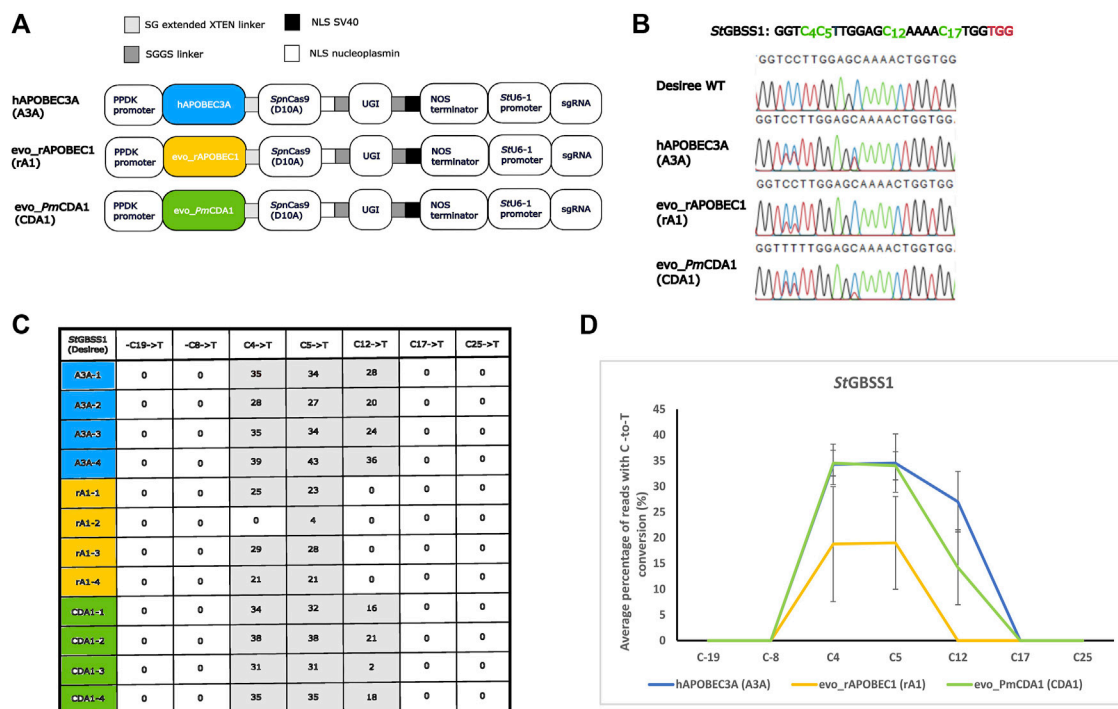 A
SG extended XTEN linker
NLS SV40
SGGS linker
NLS nucleoplasmin
hAPOBEC3A
(A3A)
PPDK
promoter
hAPOBEC3A
SpnCas9
(D10A)
UGI
NOS
terminator
StU6-1
promoter
sgRNA
evo_rAPOBEC1
(rA1)
PPDK
promoter
evo_rAPOBEC1
SpnCas9
(D10A)
UGI
NOS
terminator
StU6-1
promoter
sgRNA
evo_PmCDA1
(CDA1)
PPDK
promoter
evo_PmCDA1
SpnCas9
(D10A)
UGI
NOS
terminator
StU6-1
promoter
sgRNA
B
StGBSS1: GGTC4C5TTGGAGC12AAAAC17TGGTGG
GGTCCTTGGAGCAAAACTGGTGG
Desiree WT
GGTCCTTGGAGCAAAACTGGTGG
hAPOBEC3A
(A3A)
GGTCCTTGGAGCAAAACTGGTGG
evo_rAPOBEC1
(rA1)
GGTTTTTGGAGCAAAACTGGTGG
evo_PmCDA1
(CDA1)
C
StGBSS1 (Desiree) -C19->T -C8->T C4->T C5->T C12->T C17->T C25->T
A3A-1 0 0 35 34 28 0 0
A3A-2 0 0 28 27 20 0 0
A3A-3 0 0 35 34 24 0 0
A3A-4 0 0 39 43 36 0 0
rA1-1 0 0 25 23 0 0 0
rA1-2 0 0 0 4 0 0 0
rA1-3 0 0 29 28 0 0 0
rA1-4 0 0 21 21 0 0 0
CDA1-1 0 0 34 32 16 0 0
CDA1-2 0 0 38 38 21 0 0
CDA1-3 0 0 31 31 2 0 0
CDA1-4 0 0 35 35 18 0 0
D
StGBSS1
Average percentage of reads with C -to-T
conversion (%)
45
40
35
30
25
20
15
10
5
0
C-19 C-8 C4 C5 C12 C17 C25
hAPOBEC3A (A3A) evo_rAPOBEC1 (rA1) evo_PmCDA1 (CDA1)